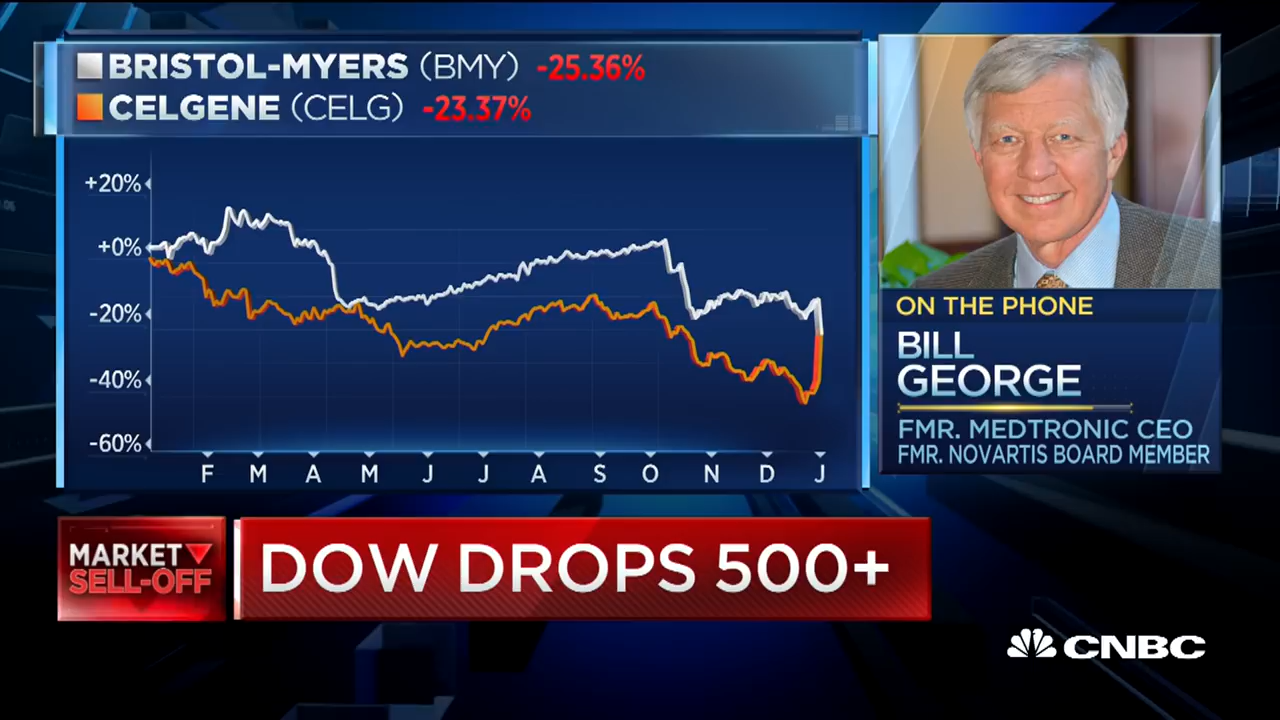 BRISTOL-MYERS (BMY) -25.36%
CELGENE (CELG) -23.37%
+20%
+0%
-20%
-40%
-60%
F M A M J J A S O N D J
ON THE PHONE
BILL
GEORGE
FMR. MEDTRONIC CEO
FMR. NOVARTIS BOARD MEMBER
MARKET
SELL-OFF
DOW DROPS 500+
CNBC